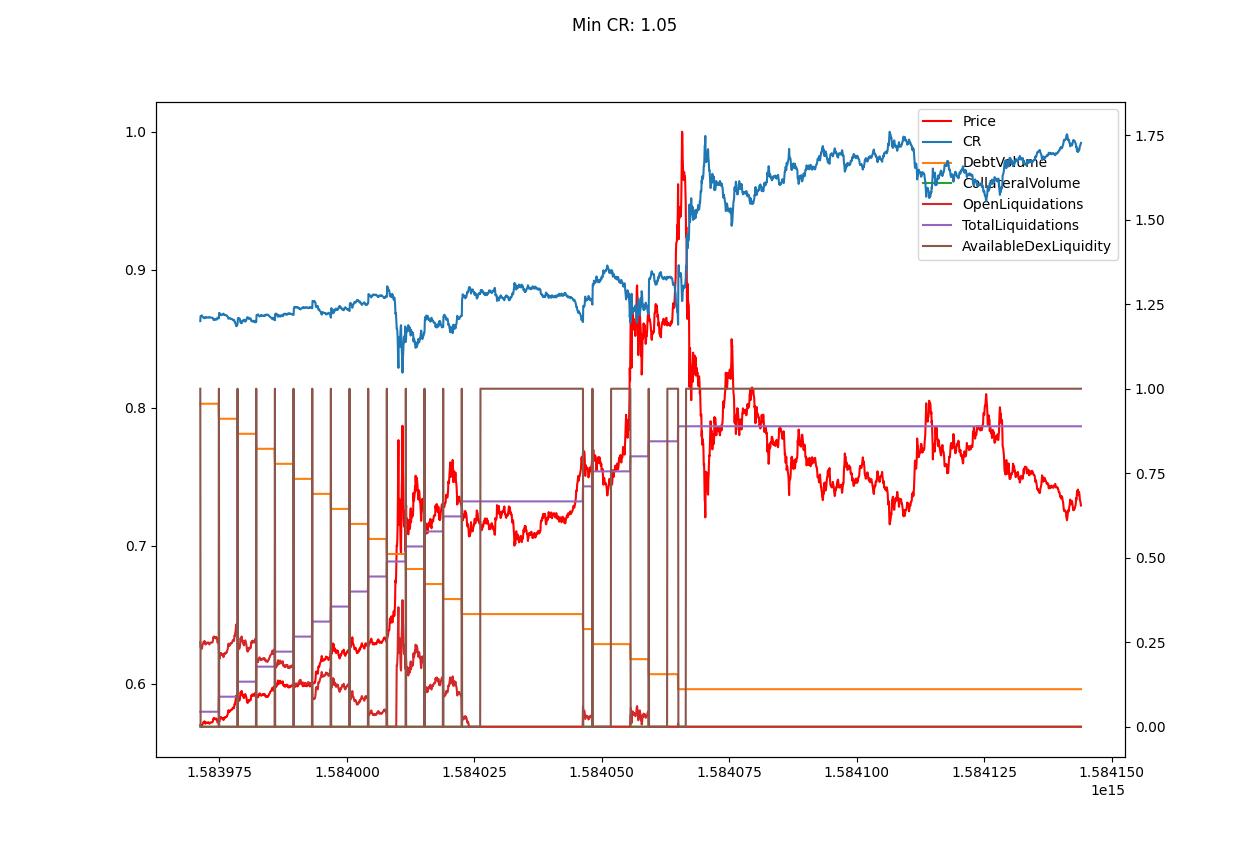 Min CR: 1.05
1.0
0.9
0.8
0.7
0.6
1.75
1.50
1.25
1.00
0.75
0.50
0.25
0.00
Price
CR
DebtVolume
CollateralVolume
OpenLiquidations
TotalLiquidations
AvailableDexLiquidity
1.583975 1.584000 1.584025 1.584050 1.584075 1.584100 1.584125 1.584150
1e15